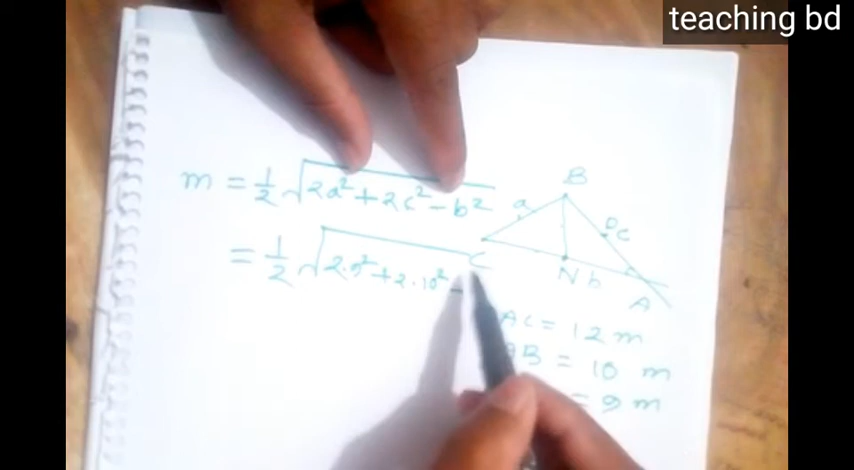 teaching bd
m = 1/2 √(2a² + 2c² - b²)
= 1/2 √(2.9² + 2.10² -
B
a
c
C
N b
A
AC = 12 m
AB = 10 m
= 9 m